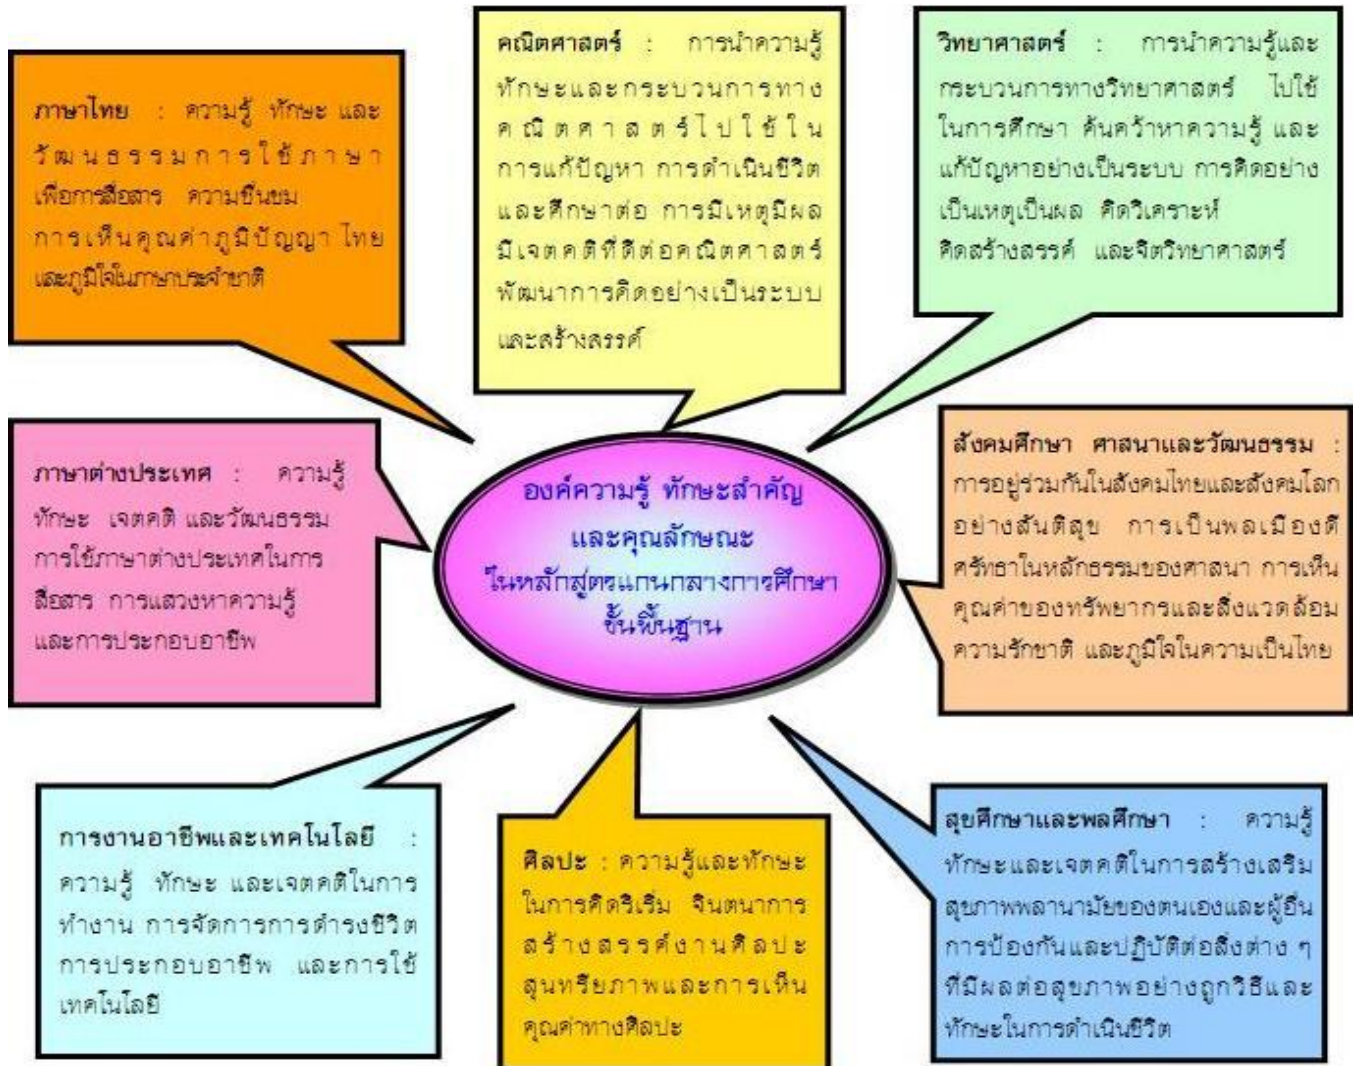 ภาษาไทย : ความรู้ ทักษะ และ
วัฒนธรรมการใช้ภาษา
เพื่อการสื่อสาร ความชื่นชม
การเห็นคุณค่าภูมิปัญญา ไทย
และภูมิใจในภาษาประจำชาติ
คณิตศาสตร์ : การนำความรู้
ทักษะและกระบวนการทาง
คณิตศาสตร์ไปใช้ใน
การแก้ปัญหา การดำเนินชีวิต
และศึกษาต่อ การมีเหตุมีผล
มีเจตคติที่ดีต่อคณิตศาสตร์
พัฒนาการคิดอย่างเป็นระบบ
และสร้างสรรค์
วิทยาศาสตร์ : การนำความรู้และ
กระบวนการทางวิทยาศาสตร์ ไปใช้
ในการศึกษา ค้นคว้าหาความรู้ และ
แก้ปัญหาอย่างเป็นระบบ การคิดอย่าง
เป็นเหตุเป็นผล คิดวิเคราะห์
คิดสร้างสรรค์ และจิตวิทยาศาสตร์
ภาษาต่างประเทศ : ความรู้
ทักษะ เจตคติ และวัฒนธรรม
การใช้ภาษาต่างประเทศในการ
สื่อสาร การแสวงหาความรู้
และการประกอบอาชีพ
องค์ความรู้ ทักษะสำคัญ
และคุณลักษณะ
ในหลักสูตรแกนกลางการศึกษา
ขั้นพื้นฐาน
สังคมศึกษา ศาสนาและวัฒนธรรม :
การอยู่ร่วมกันในสังคมไทยและสังคมโลก
อย่างสันติสุข การเป็นพลเมืองดี
ศรัทธาในหลักธรรมของศาสนา การเห็น
คุณค่าของทรัพยากรและสิ่งแวดล้อม
ความรักชาติ และภูมิใจในความเป็นไทย
การงานอาชีพและเทคโนโลยี :
ความรู้ ทักษะ และเจตคติในการ
ทำงาน การจัดการการดำรงชีวิต
การประกอบอาชีพ และการใช้
เทคโนโลยี
ศิลปะ : ความรู้และทักษะ
ในการคิดริเริ่ม จินตนาการ
สร้างสรรค์งานศิลปะ
สุนทรียภาพและการเห็น
คุณค่าทางศิลปะ
สุขศึกษาและพลศึกษา : ความรู้
ทักษะและเจตคติในการสร้างเสริม
สุขภาพพลานามัยของตนเองและผู้อื่น
การป้องกันและปฏิบัติต่อสิ่งต่าง ๆ
ที่มีผลต่อสุขภาพอย่างถูกวิธีและ
ทักษะในการดำเนินชีวิต